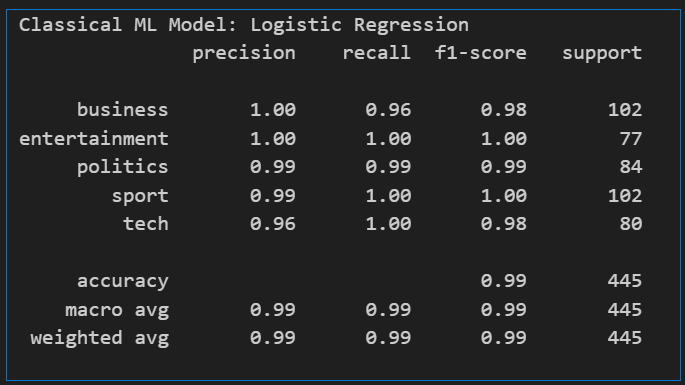 Classical ML Model: Logistic Regression
precision recall f1-score support
business 1.00 0.96 0.98 102
entertainment 1.00 1.00 1.00 77
politics 0.99 0.99 0.99 84
sport 0.99 1.00 1.00 102
tech 0.96 1.00 0.98 80
accuracy 0.99 445
macro avg 0.99 0.99 0.99 445
weighted avg 0.99 0.99 0.99 445